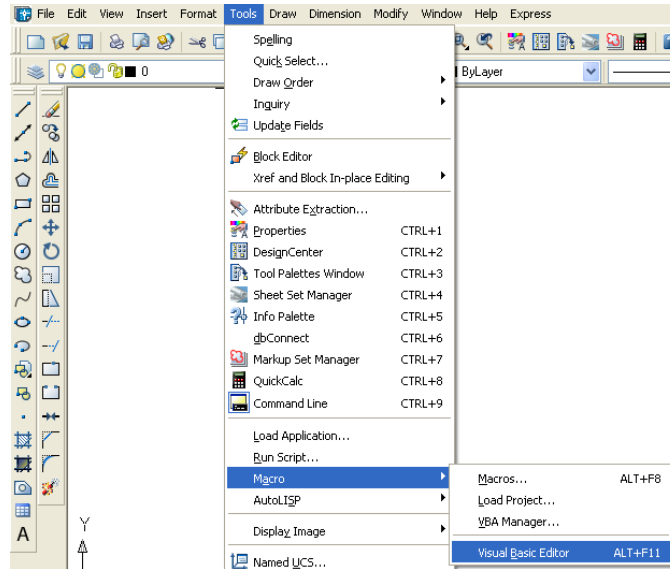 File Edit View Insert Format Tools Draw Dimension Modify Window Help Express
0
ByLayer
Spelling
Quick Select...
Draw Order
Inquiry
Update Fields
Block Editor
Xref and Block In-place Editing
Attribute Extraction...
Properties CTRL+1
DesignCenter CTRL+2
Tool Palettes Window CTRL+3
Sheet Set Manager CTRL+4
Info Palette CTRL+5
dbConnect CTRL+6
Markup Set Manager CTRL+7
QuickCalc CTRL+8
Command Line CTRL+9
Load Application...
Run Script...
Macro
AutoLISP
Display Image
Named UCS...
Macros... ALT+F8
Load Project...
VBA Manager...
Visual Basic Editor ALT+F11
A
Y